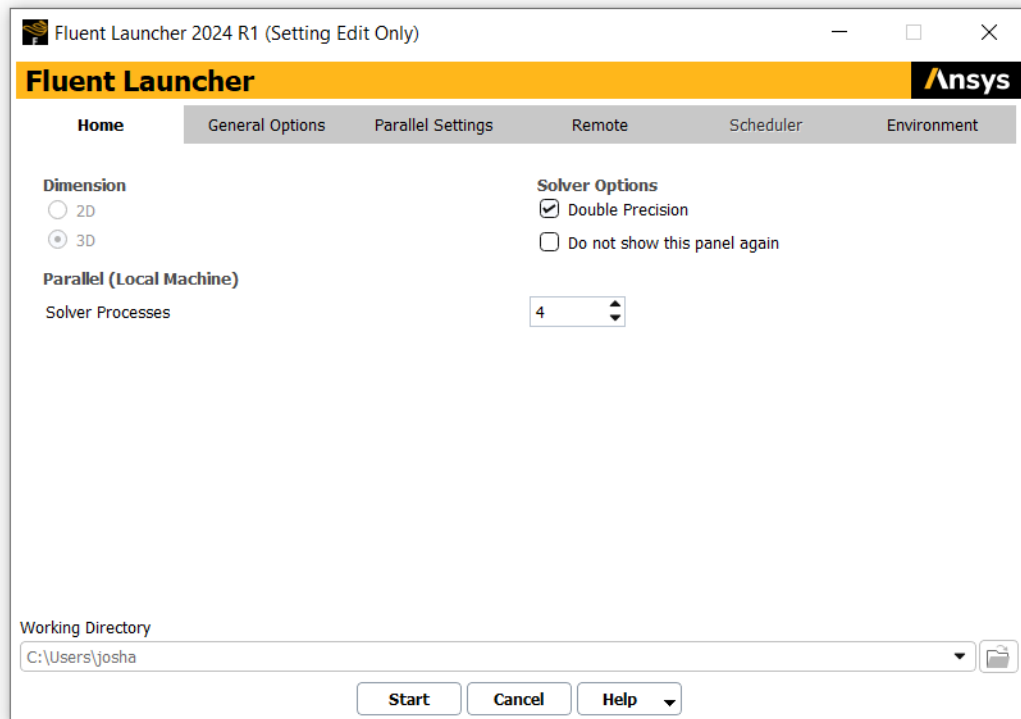 Fluent Launcher 2024 R1 (Setting Edit Only)
Fluent Launcher
Ansys
Home General Options Parallel Settings Remote Scheduler Environment
Dimension
2D
3D
Solver Options
Double Precision
Do not show this panel again
Parallel (Local Machine)
Solver Processes 4
Working Directory
C:\Users\josha
Start Cancel Help